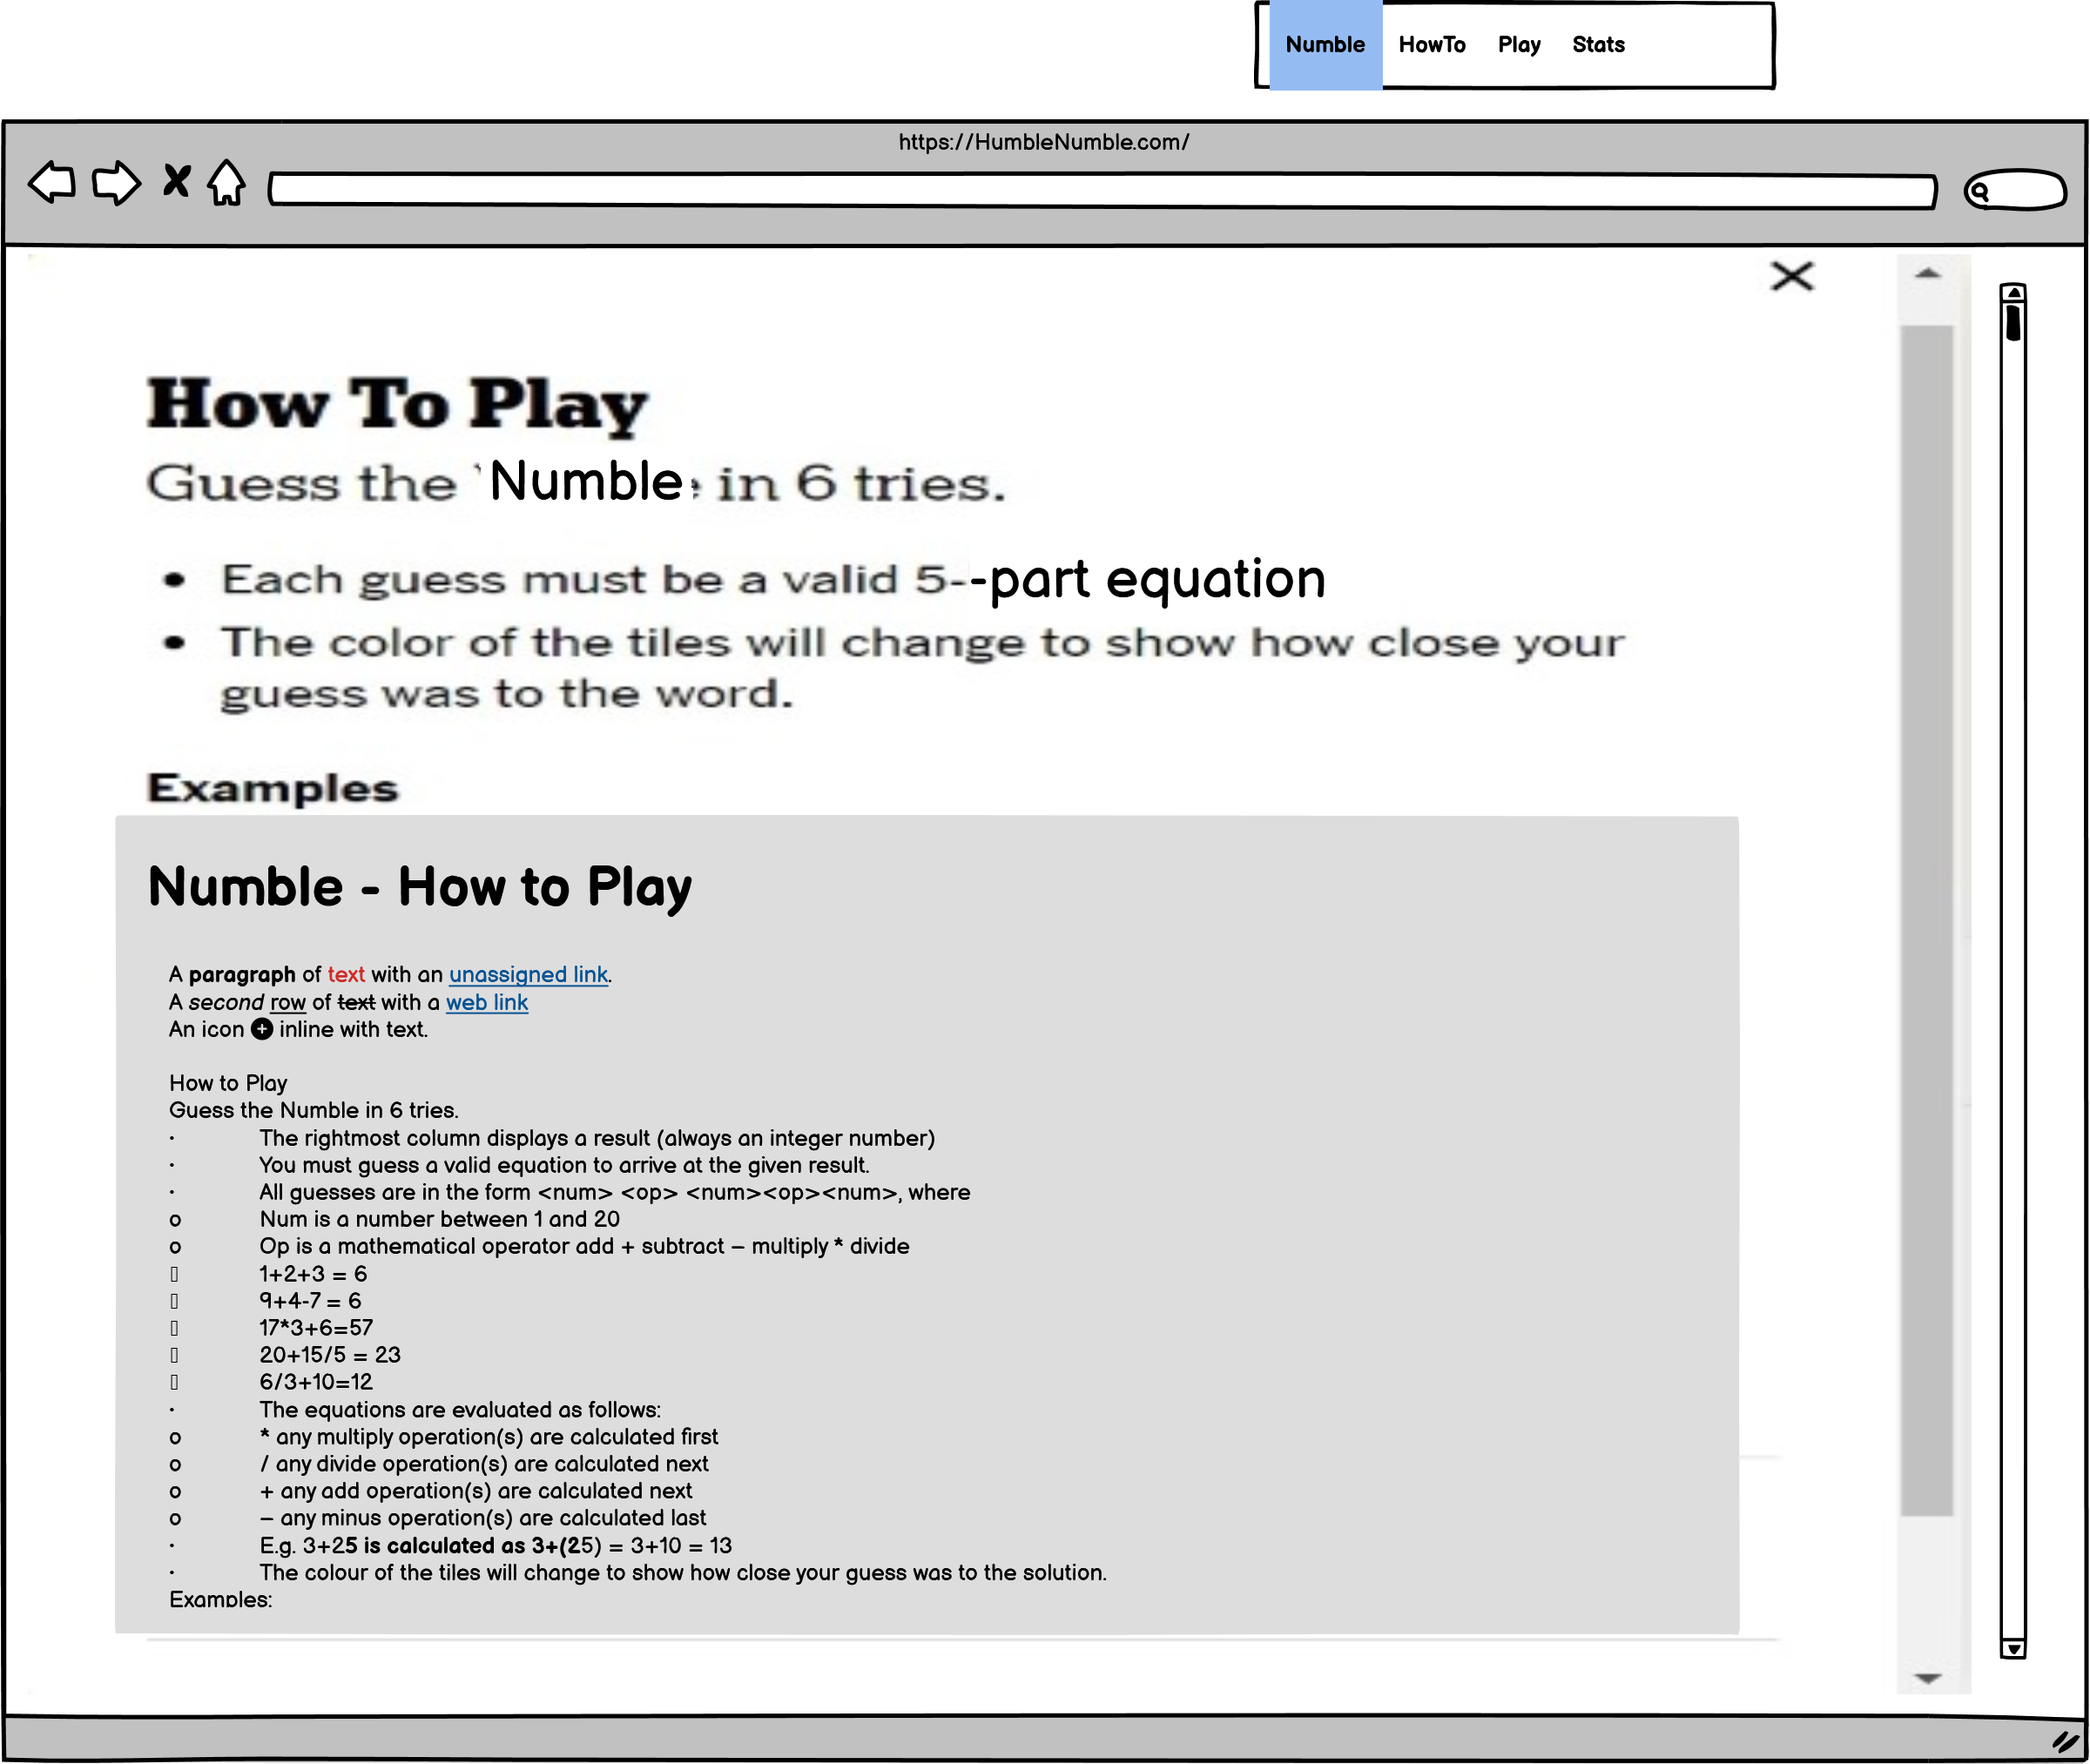 Numble HowTo Play Stats
https://HumbleNumble.com/
How To Play
Guess the Numble in 6 tries.
• Each guess must be a valid 5--part equation
• The color of the tiles will change to show how close your
guess was to the word.
Examples
Numble - How to Play
A paragraph of text with an unassigned link.
A second row of text with a web link
An icon inline with text.
How to Play
Guess the Numble in 6 tries.
· The rightmost column displays a result (always an integer number)
· You must guess a valid equation to arrive at the given result.
· All guesses are in the form <num> <op> <num><op><num>, where
o Num is a number between 1 and 20
o Op is a mathematical operator add + subtract – multiply * divide
▯ 1+2+3 = 6
▯ 9+4-7 = 6
▯ 17*3+6=57
▯ 20+15/5 = 23
▯ 6/3+10=12
· The equations are evaluated as follows:
o * any multiply operation(s) are calculated first
o / any divide operation(s) are calculated next
o + any add operation(s) are calculated next
o – any minus operation(s) are calculated last
· E.g. 3+25 is calculated as 3+(25) = 3+10 = 13
· The colour of the tiles will change to show how close your guess was to the solution.
Examples: